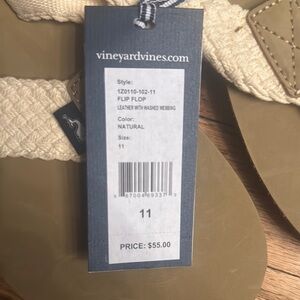 vineyardvines.com
Style:
1Z0110-102-11
FLIP FLOP
LEATHER WITH WASHED WEBBING
Color:
NATURAL
Size:
11
11
PRICE: $55.00